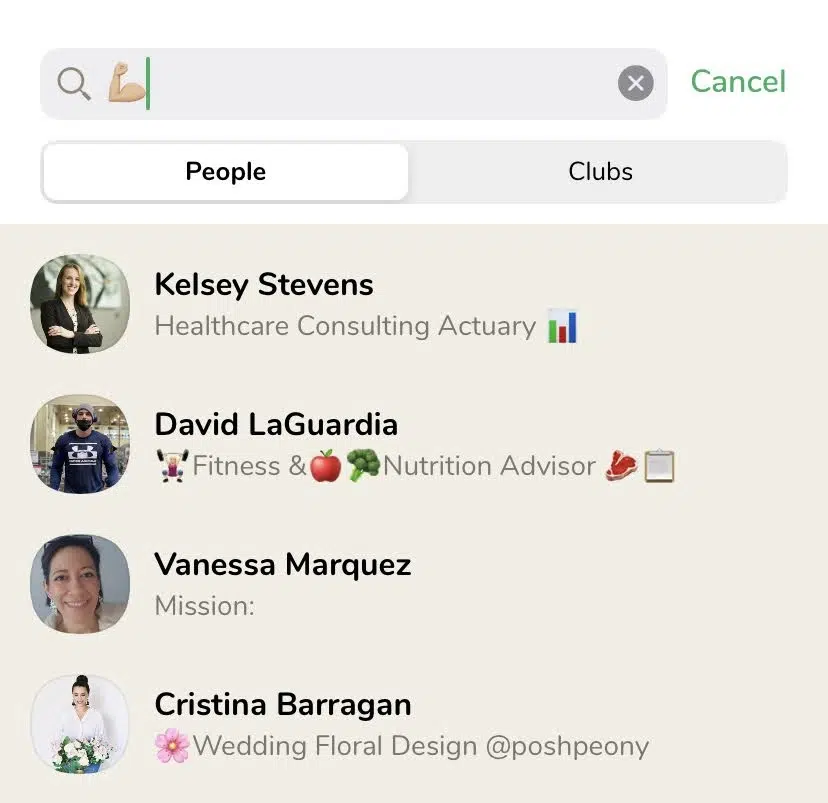 💪🏼 Cancel
People Clubs
Kelsey Stevens
Healthcare Consulting Actuary 📊
David LaGuardia
🏋🏼‍♀️Fitness &🍎🥦Nutrition Advisor 🥩📋
Vanessa Marquez
Mission:
Cristina Barragan
🌸Wedding Floral Design @poshpeony